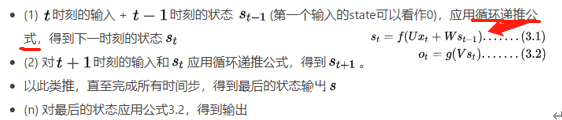 (1) t时刻的输入 + t − 1时刻的状态 s_{t−1} (第一个输入的state可以看作0)，应用循环递推公
式，得到下一时刻的状态 s_t
s_t = f(Ux_t + Ws_{t−1}).......(3.1)
o_t = g(Vs_t).......(3.2)
(2) 对 t + 1 时刻的输入和 s_t 应用循环递推公式，得到 s_{t+1} 。
以此类推，直至完成所有时间步，得到最后的状态输出 s
(n) 对最后的状态应用公式3.2，得到输出